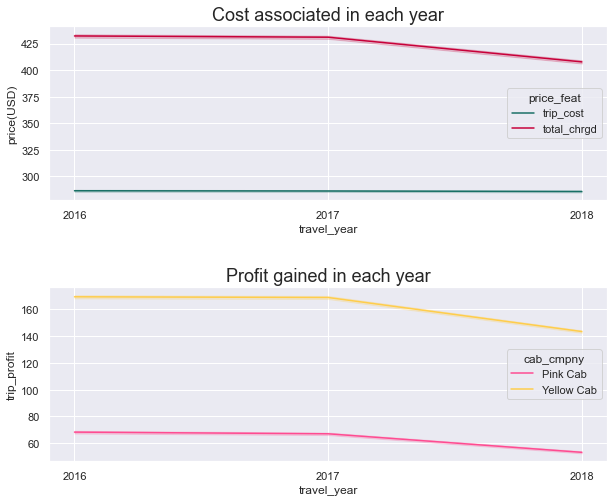 Cost associated in each year
425
400
375
350
325
300
price(USD)
price_feat
trip_cost
total_chrgd
2016
2017
2018
travel_year
Profit gained in each year
160
140
120
100
80
60
trip_profit
cab_cmpny
Pink Cab
Yellow Cab
2016
2017
2018
travel_year